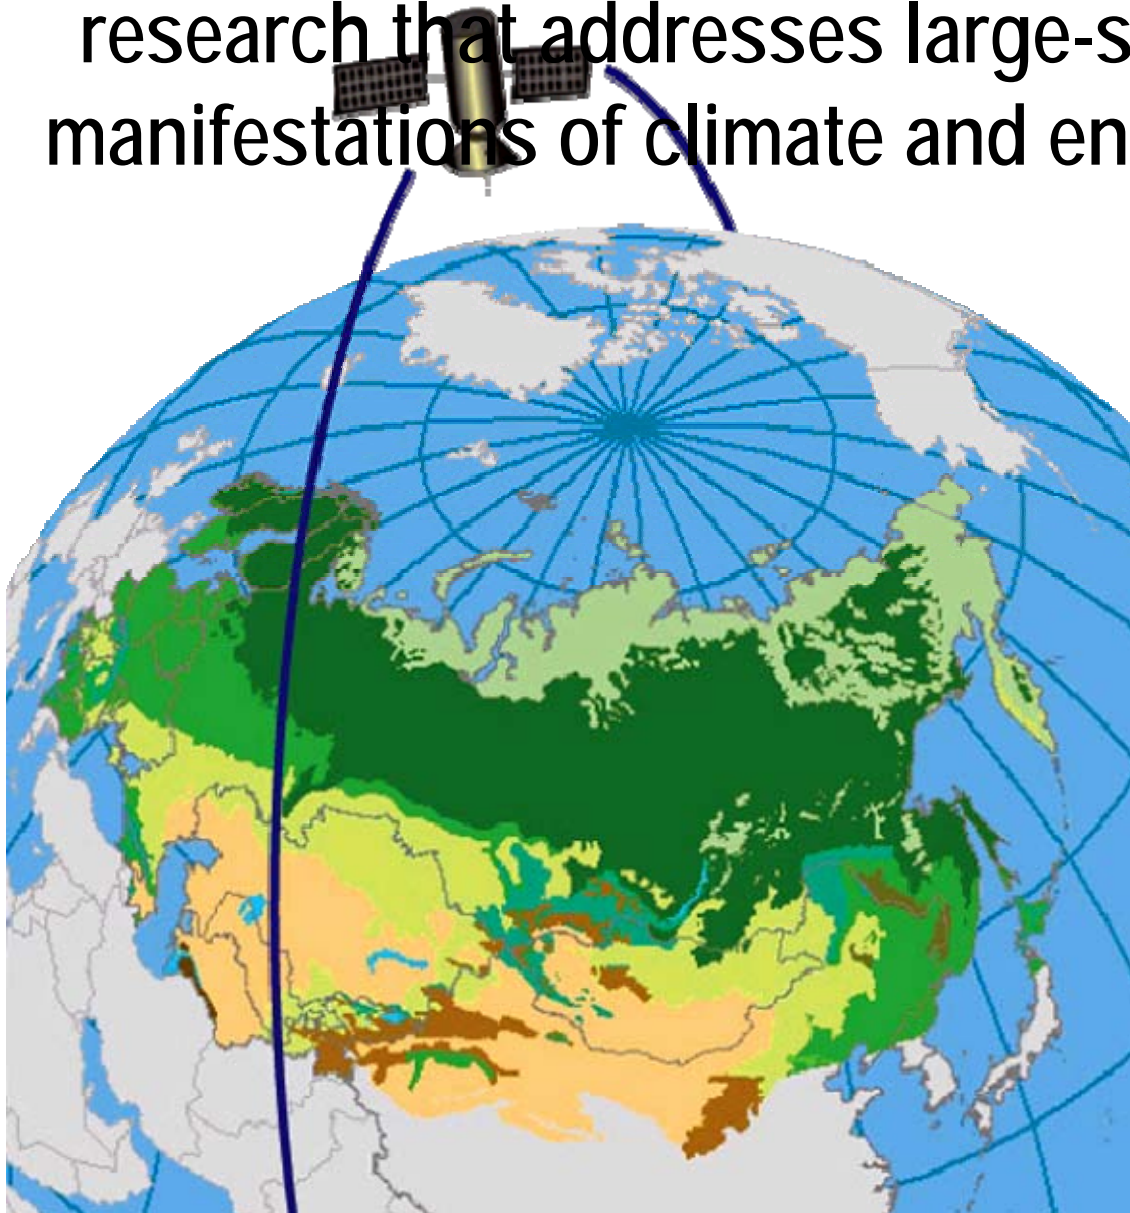 research that addresses large-s
manifestations of climate and en